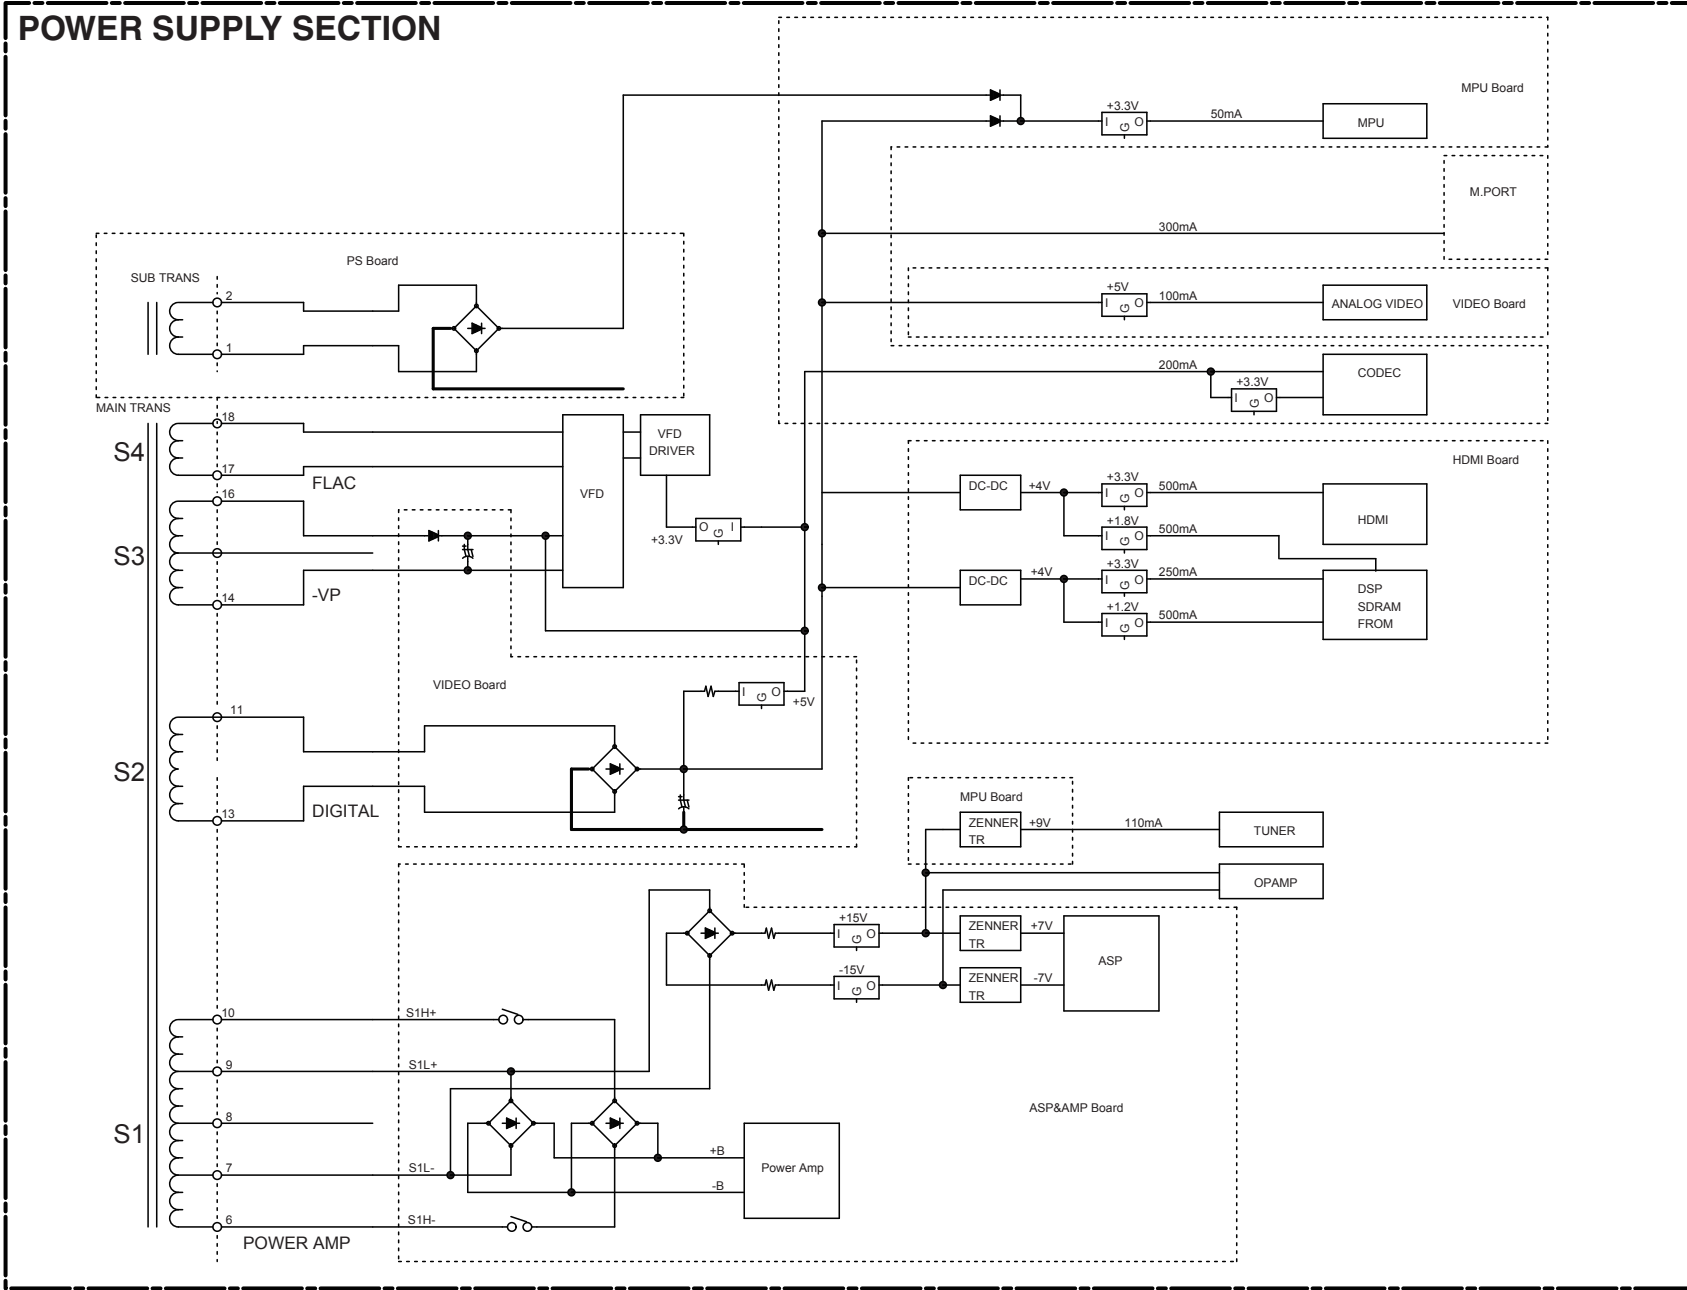 POWER SUPPLY SECTION
MPU Board
+3.3V
I G O
50mA
MPU
M.PORT
300mA
PS Board
SUB TRANS
2
1
+5V
I G O
100mA
ANALOG VIDEO
VIDEO Board
200mA
+3.3V
I G O
CODEC
MAIN TRANS
18
S4
17
FLAC
VFD
VFD
DRIVER
16
S3
14
-VP
O G I
+3.3V
HDMI Board
DC-DC
+4V
+3.3V
I G O
500mA
+1.8V
I G O
500mA
HDMI
DC-DC
+4V
+3.3V
I G O
250mA
+1.2V
I G O
500mA
DSP
SDRAM
FROM
VIDEO Board
I G O
+5V
11
S2
13
DIGITAL
MPU Board
ZENNER
TR
+9V
110mA
TUNER
OPAMP
+15V
I G O
ZENNER
TR
+7V
-15V
I G O
ZENNER
TR
-7V
ASP
10
S1H+
9
S1L+
8
S1
7
S1L-
6
S1H-
POWER AMP
+B
-B
Power Amp
ASP&AMP Board